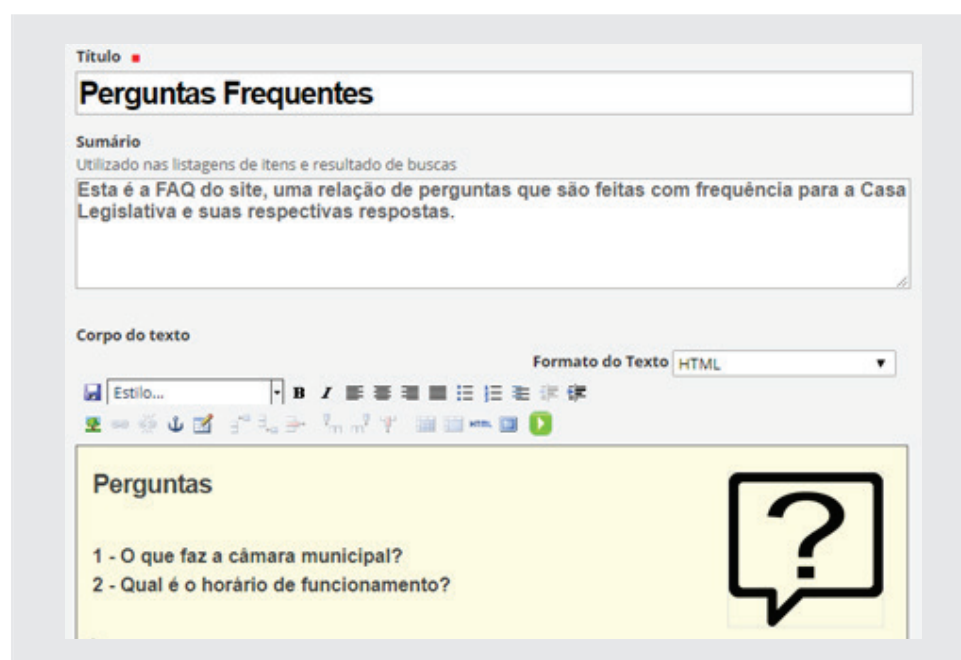 Título
Perguntas Frequentes
Sumário
Utilizado nas listagens de itens e resultado de buscas
Esta é a FAQ do site, uma relação de perguntas que são feitas com frequência para a Casa
Legislativa e suas respectivas respostas.
Corpo do texto
Formato do Texto HTML
Estilo...
B I
HTML
Perguntas
1 - O que faz a câmara municipal?
2 - Qual é o horário de funcionamento?